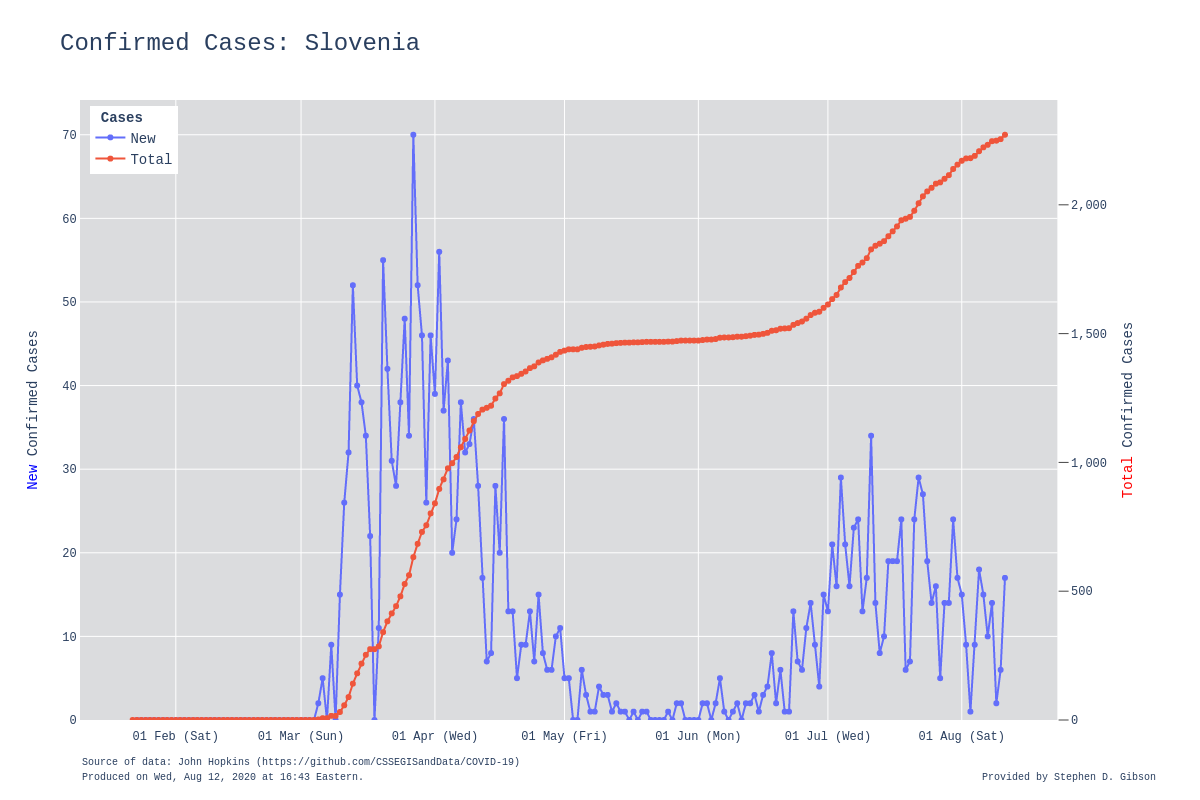 Confirmed Cases: Slovenia
Cases
New
Total
70
60
50
40
30
20
10
0
2,000
1,500
1,000
500
0
New Confirmed Cases
Total Confirmed Cases
01 Feb (Sat)
01 Mar (Sun)
01 Apr (Wed)
01 May (Fri)
01 Jun (Mon)
01 Jul (Wed)
01 Aug (Sat)
Source of data: John Hopkins (https://github.com/CSSEGISandData/COVID-19)
Produced on Wed, Aug 12, 2020 at 16:43 Eastern.
Provided by Stephen D. Gibson